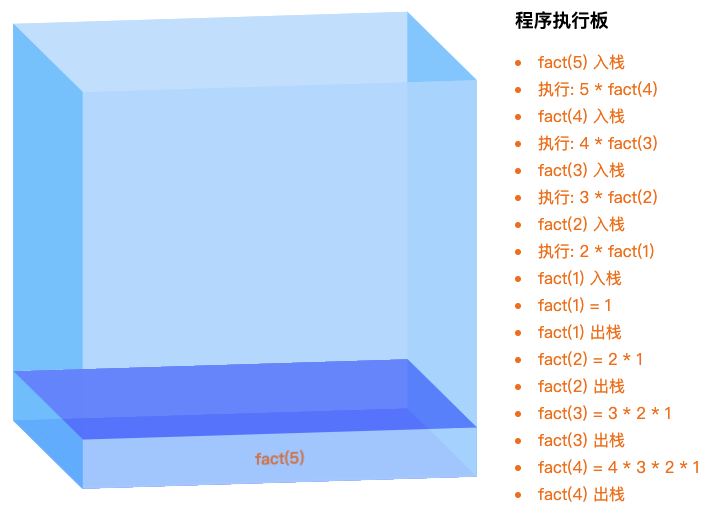 程序执行板
fact(5) 入栈
执行: 5 * fact(4)
fact(4) 入栈
执行: 4 * fact(3)
fact(3) 入栈
执行: 3 * fact(2)
fact(2) 入栈
执行: 2 * fact(1)
fact(1) 入栈
fact(1) = 1
fact(1) 出栈
fact(2) = 2 * 1
fact(2) 出栈
fact(3) = 3 * 2 * 1
fact(3) 出栈
fact(4) = 4 * 3 * 2 * 1
fact(4) 出栈
fact(5)